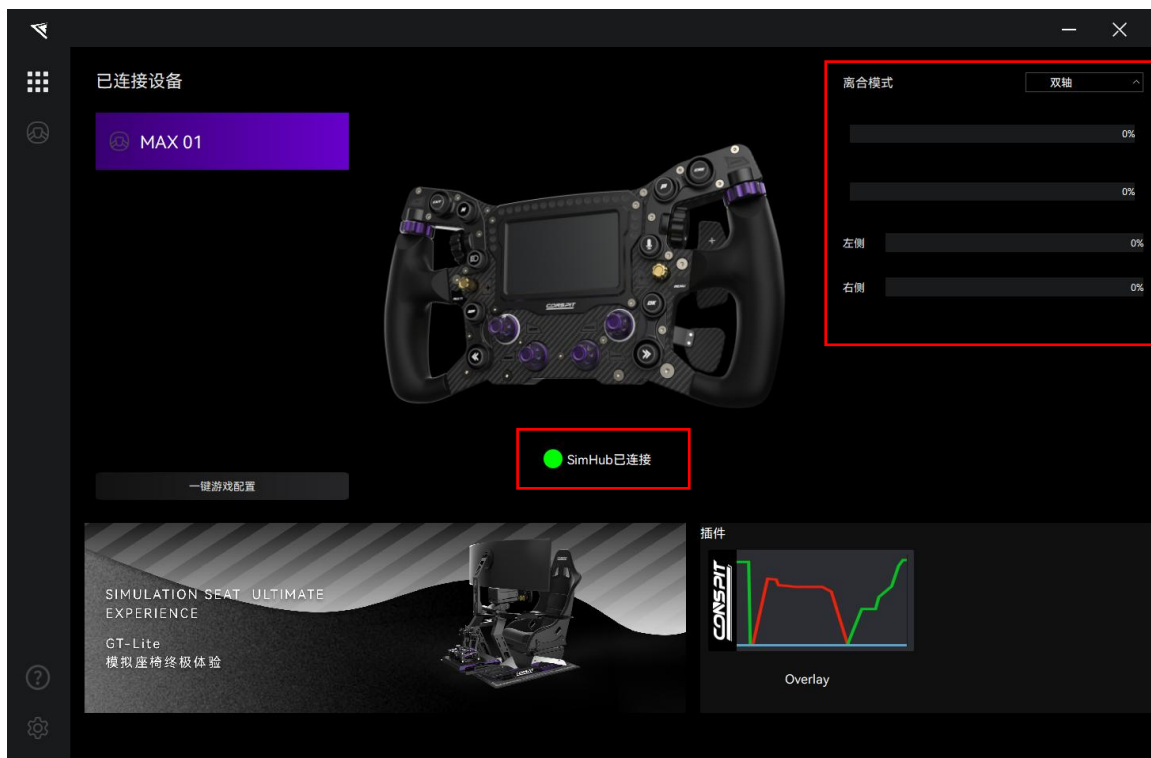 已连接设备
MAX 01
离合模式
双轴
0%
0%
左侧
0%
右侧
0%
CONSPIT
SimHub已连接
一键游戏配置
SIMULATION SEAT ULTIMATE
EXPERIENCE
GT-Lite
模拟座椅终极体验
插件
CONSPIT
Overlay